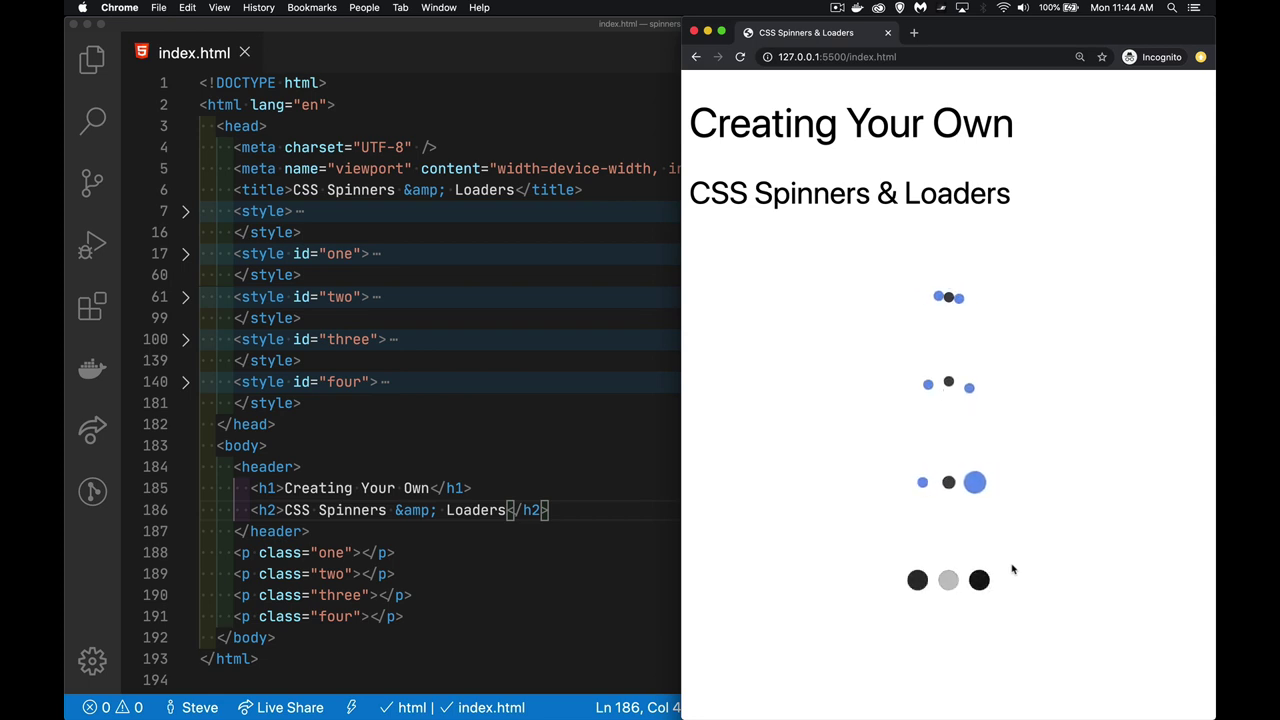 Chrome File Edit View History Bookmarks People Tab Window Help 100% Mon 11:44 AM
index.html — spinners
index.html
1 <!DOCTYPE html>
2 <html lang="en">
3 <head>
4 <meta charset="UTF-8" />
5 <meta name="viewport" content="width=device-width, in
6 <title>CSS Spinners &amp; Loaders</title>
7 <style>…
16 </style>
17 <style id="one">…
60 </style>
61 <style id="two">…
99 </style>
100 <style id="three">…
139 </style>
140 <style id="four">…
181 </style>
182 </head>
183 <body>
184 <header>
185 <h1>Creating Your Own</h1>
186 <h2>CSS Spinners &amp; Loaders</h2>
187 </header>
188 <p class="one"></p>
189 <p class="two"></p>
190 <p class="three"></p>
191 <p class="four"></p>
192 </body>
193 </html>
194
0 0 Steve Live Share html | index.html Ln 186, Col 4
CSS Spinners & Loaders
127.0.0.1:5500/index.html Incognito
Creating Your Own
CSS Spinners & Loaders